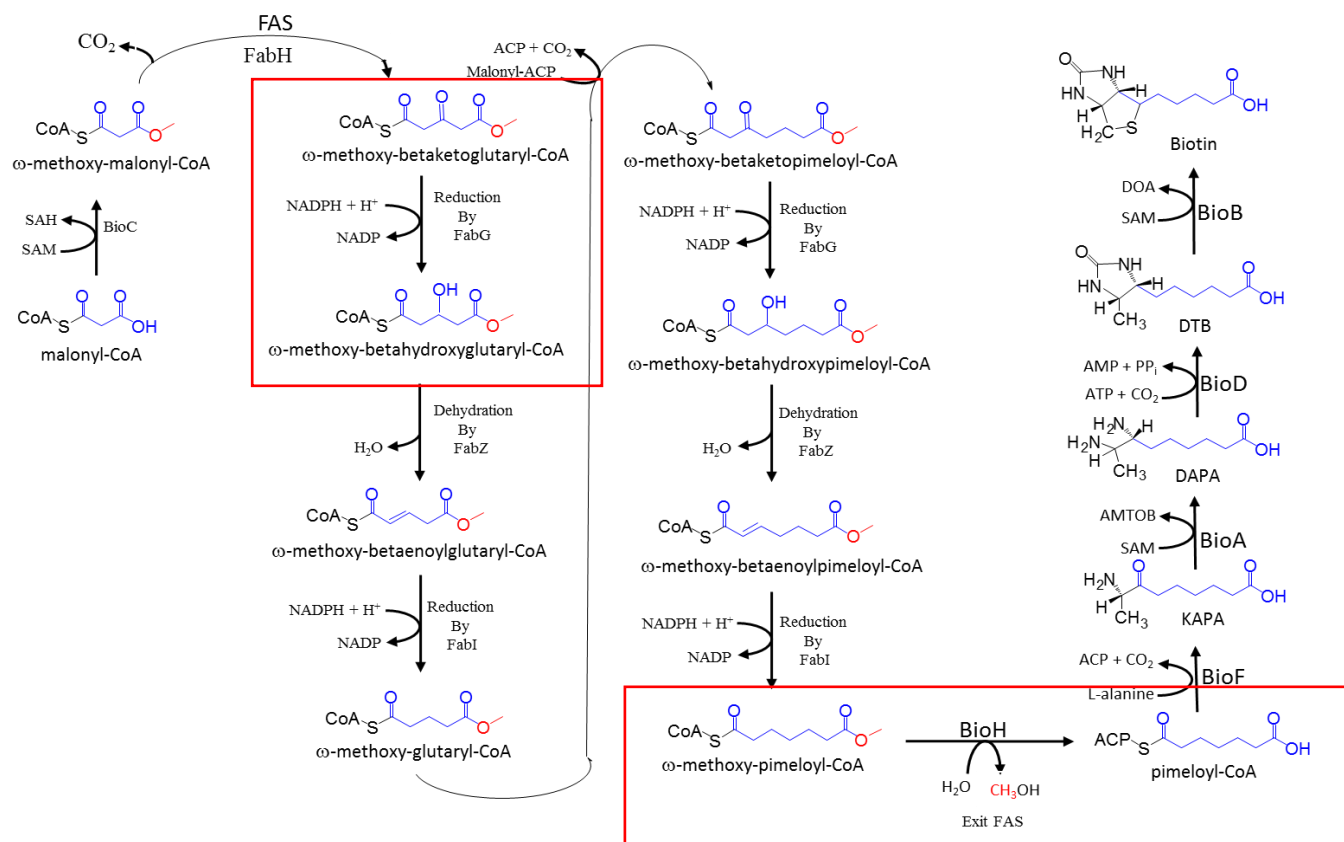 FAS
CO₂
FabH
CoA
S
O
O
O
ω-methoxy-malonyl-CoA
SAH
SAM
BioC
CoA
S
O
O
OH
malonyl-CoA
CoA
S
O
O
O
O
ω-methoxy-betaketoglutaryl-CoA
NADPH + H⁺
NADP
Reduction
By
FabG
CoA
S
O
OH
O
O
ω-methoxy-betahydroxyglutaryl-CoA
H₂O
Dehydration
By
FabZ
CoA
S
O
O
O
ω-methoxy-betaenoylglutaryl-CoA
NADPH + H⁺
NADP
Reduction
By
FabI
CoA
S
O
O
O
ω-methoxy-glutaryl-CoA
ACP + CO₂
Malonyl-ACP
CoA
S
O
O
O
O
ω-methoxy-betaketopimeloyl-CoA
NADPH + H⁺
NADP
Reduction
By
FabG
CoA
S
O
OH
O
O
ω-methoxy-betahydroxypimeloyl-CoA
H₂O
Dehydration
By
FabZ
CoA
S
O
O
O
ω-methoxy-betaenoylpimeloyl-CoA
NADPH + H⁺
NADP
Reduction
By
FabI
CoA
S
O
O
O
ω-methoxy-pimeloyl-CoA
BioH
H₂O
CH₃OH
Exit FAS
ACP
S
O
O
OH
pimeloyl-CoA
ACP + CO₂
L-alanine
BioF
H₂N
O
O
OH
H
CH₃
KAPA
AMTOB
SAM
BioA
H₂N
H
H₂N
H
CH₃
O
OH
DAPA
AMP + PPᵢ
ATP + CO₂
BioD
O
NH
HN
H
H
CH₃
O
OH
DTB
DOA
SAM
BioB
O
NH
HN
H
H
H₂C
S
O
OH
Biotin